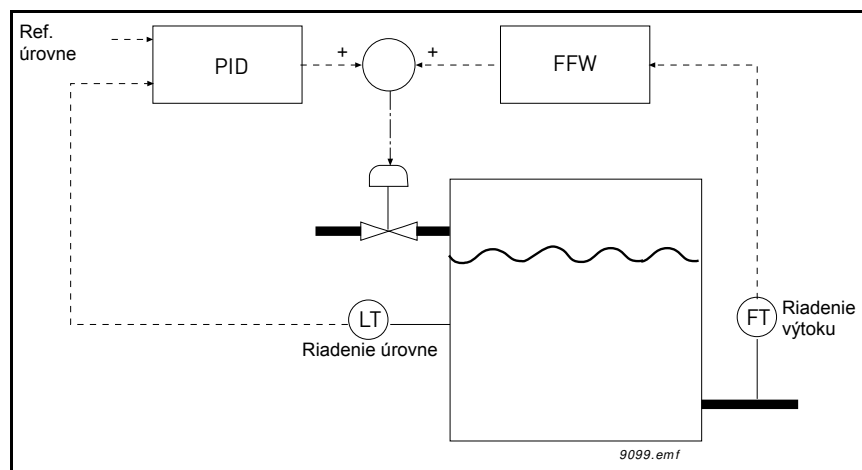 Ref.
úrovne
PID
+
+
FFW
LT
Riadenie úrovne
FT
Riadenie
výtoku
9099.emf